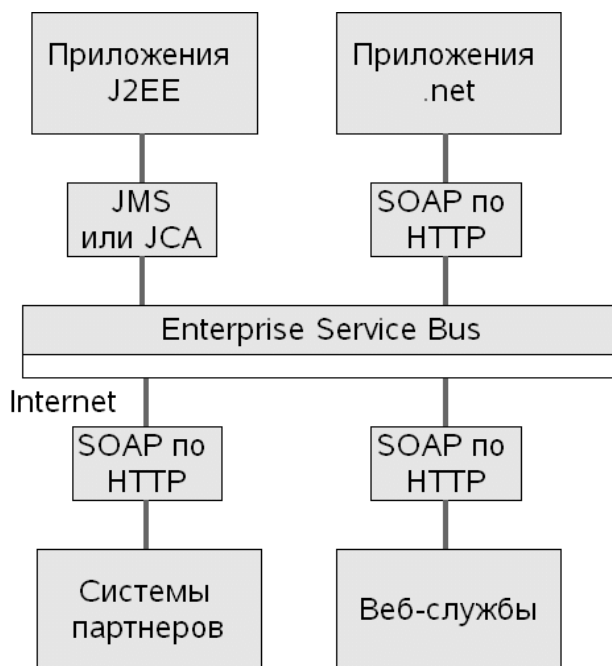 Приложения
J2EE
Приложения
.net
JMS
или JCA
SOAP по
HTTP
Enterprise Service Bus
Internet
SOAP по
HTTP
SOAP по
HTTP
Системы
партнеров
Веб-службы